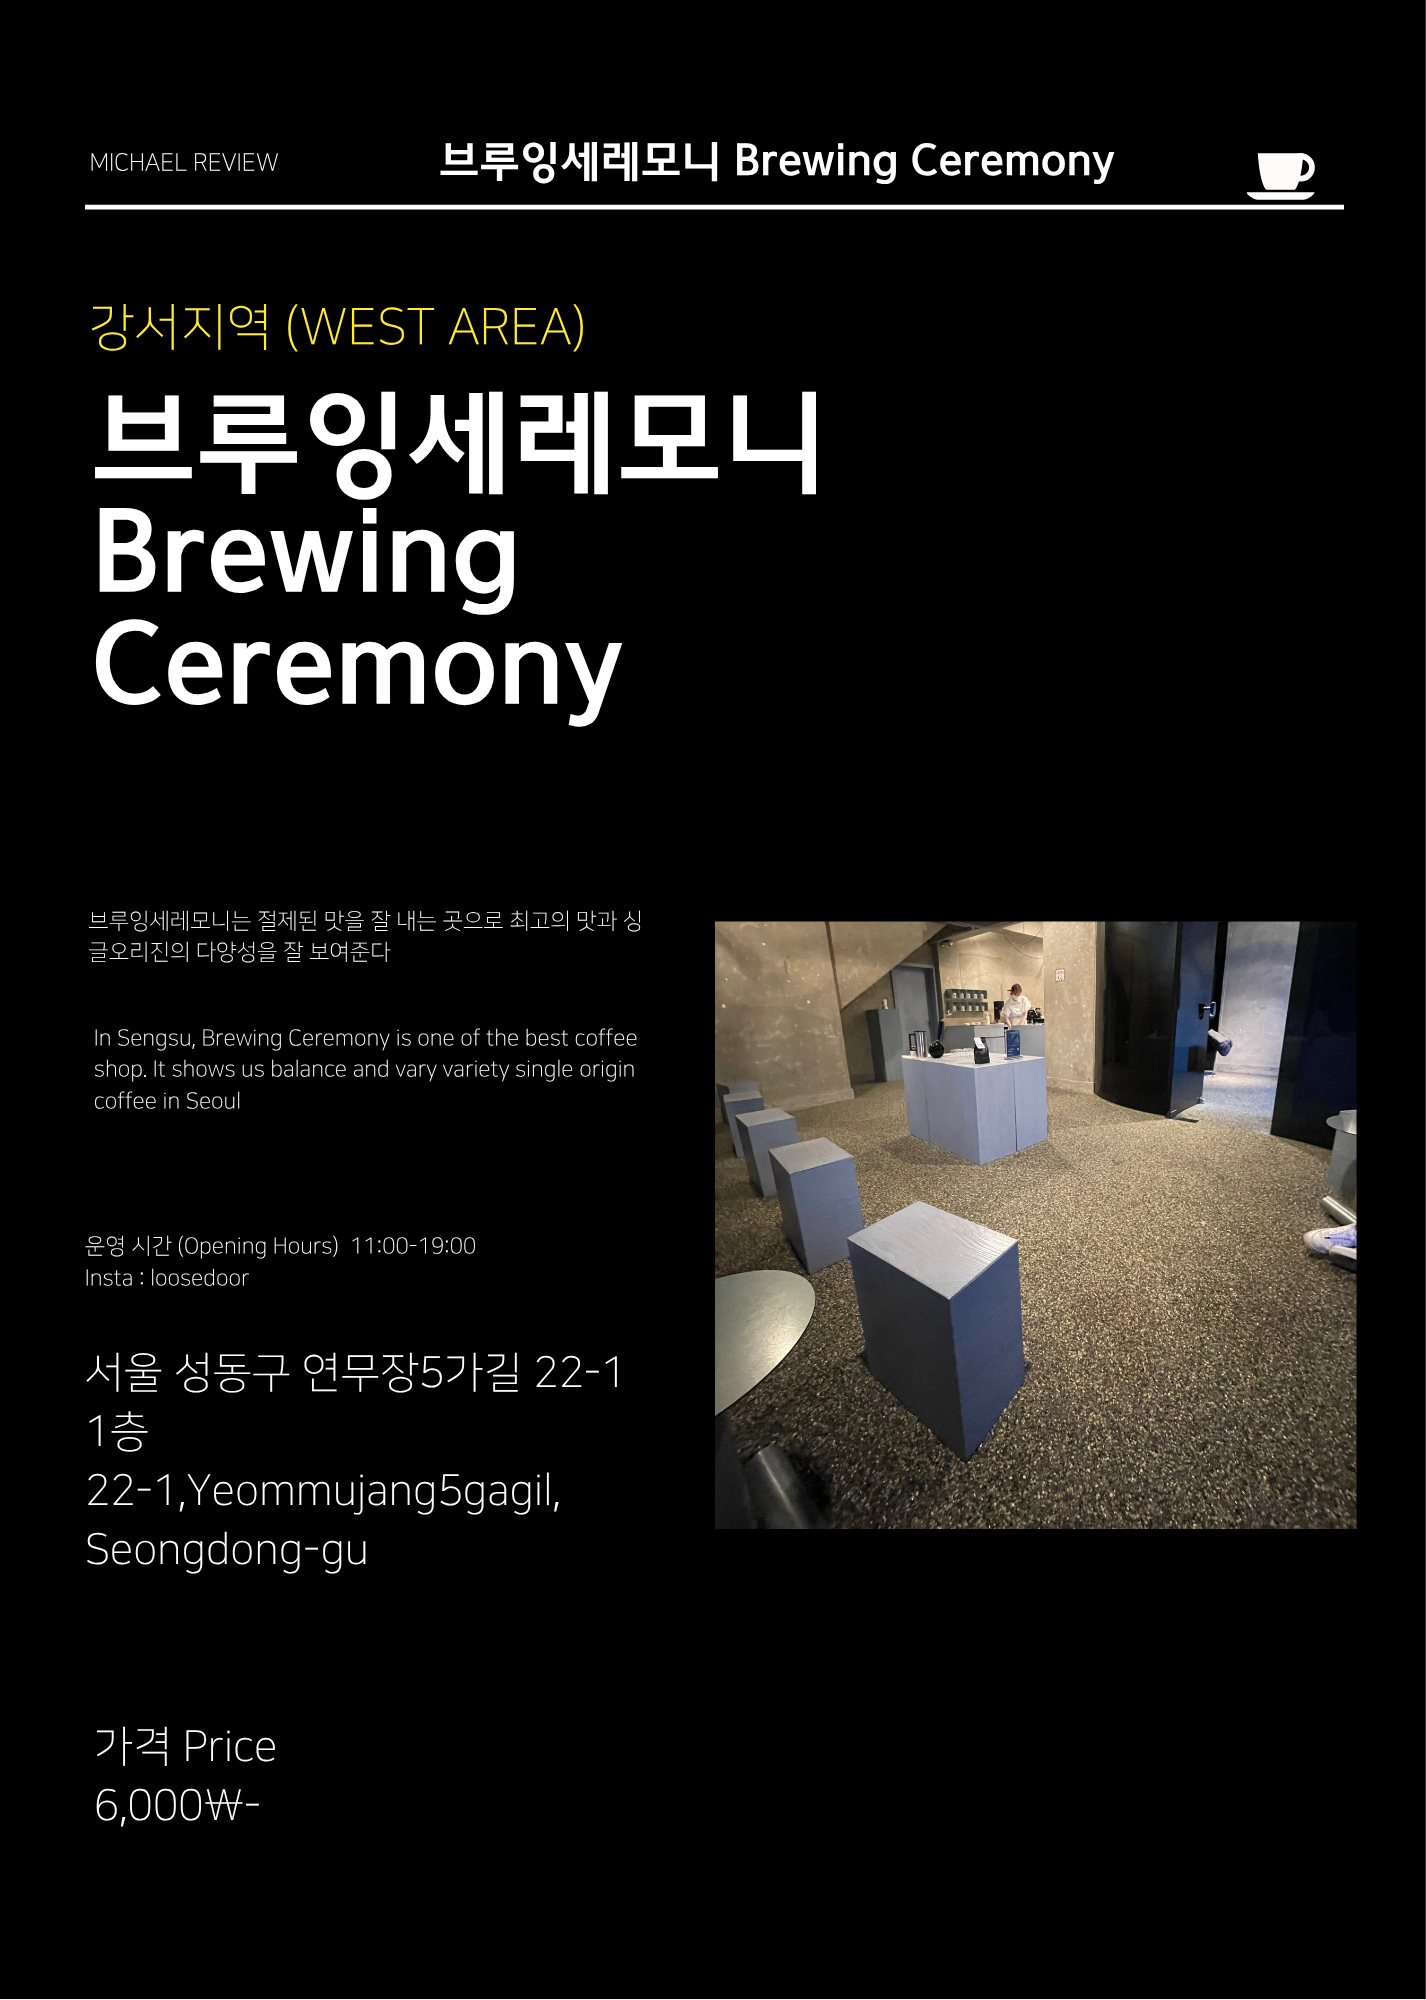 MICHAEL REVIEW
브루잉세레모니 Brewing Ceremony
강서지역 (WEST AREA)
브루잉세레모니
Brewing
Ceremony
브루잉세레모니는 절제된 맛을 잘 내는 곳으로 최고의 맛과 싱
글오리진의 다양성을 잘 보여준다
In Sengsu, Brewing Ceremony is one of the best coffee
shop. It shows us balance and vary variety single origin
coffee in Seoul
운영 시간 (Opening Hours) 11:00-19:00
Insta : loosedoor
서울 성동구 연무장5가길 22-1
1층
22-1,Yeommujang5gagil,
Seongdong-gu
가격 Price
6,000₩-